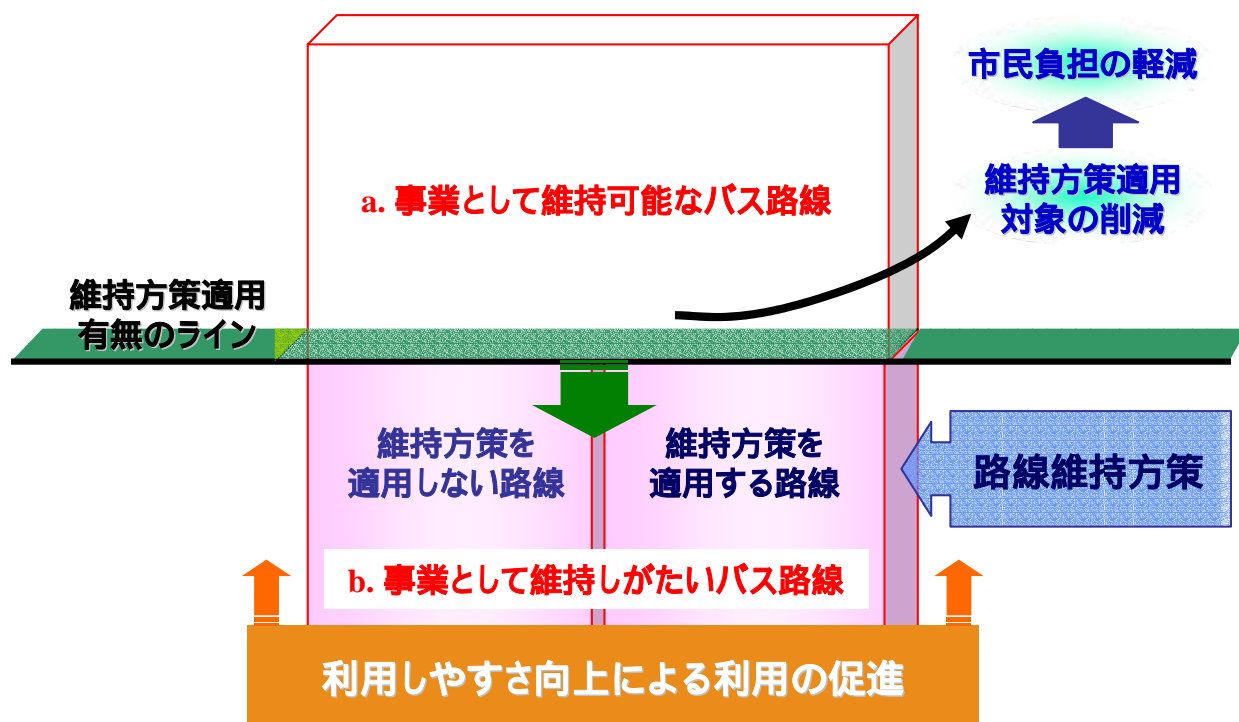 市民負担の軽減
維持方策適用
対象の削減
a. 事業として維持可能なバス路線
維持方策適用
有無のライン
維持方策を
適用しない路線
維持方策を
適用する路線
路線維持方策
b. 事業として維持しがたいバス路線
利用しやすさ向上による利用の促進